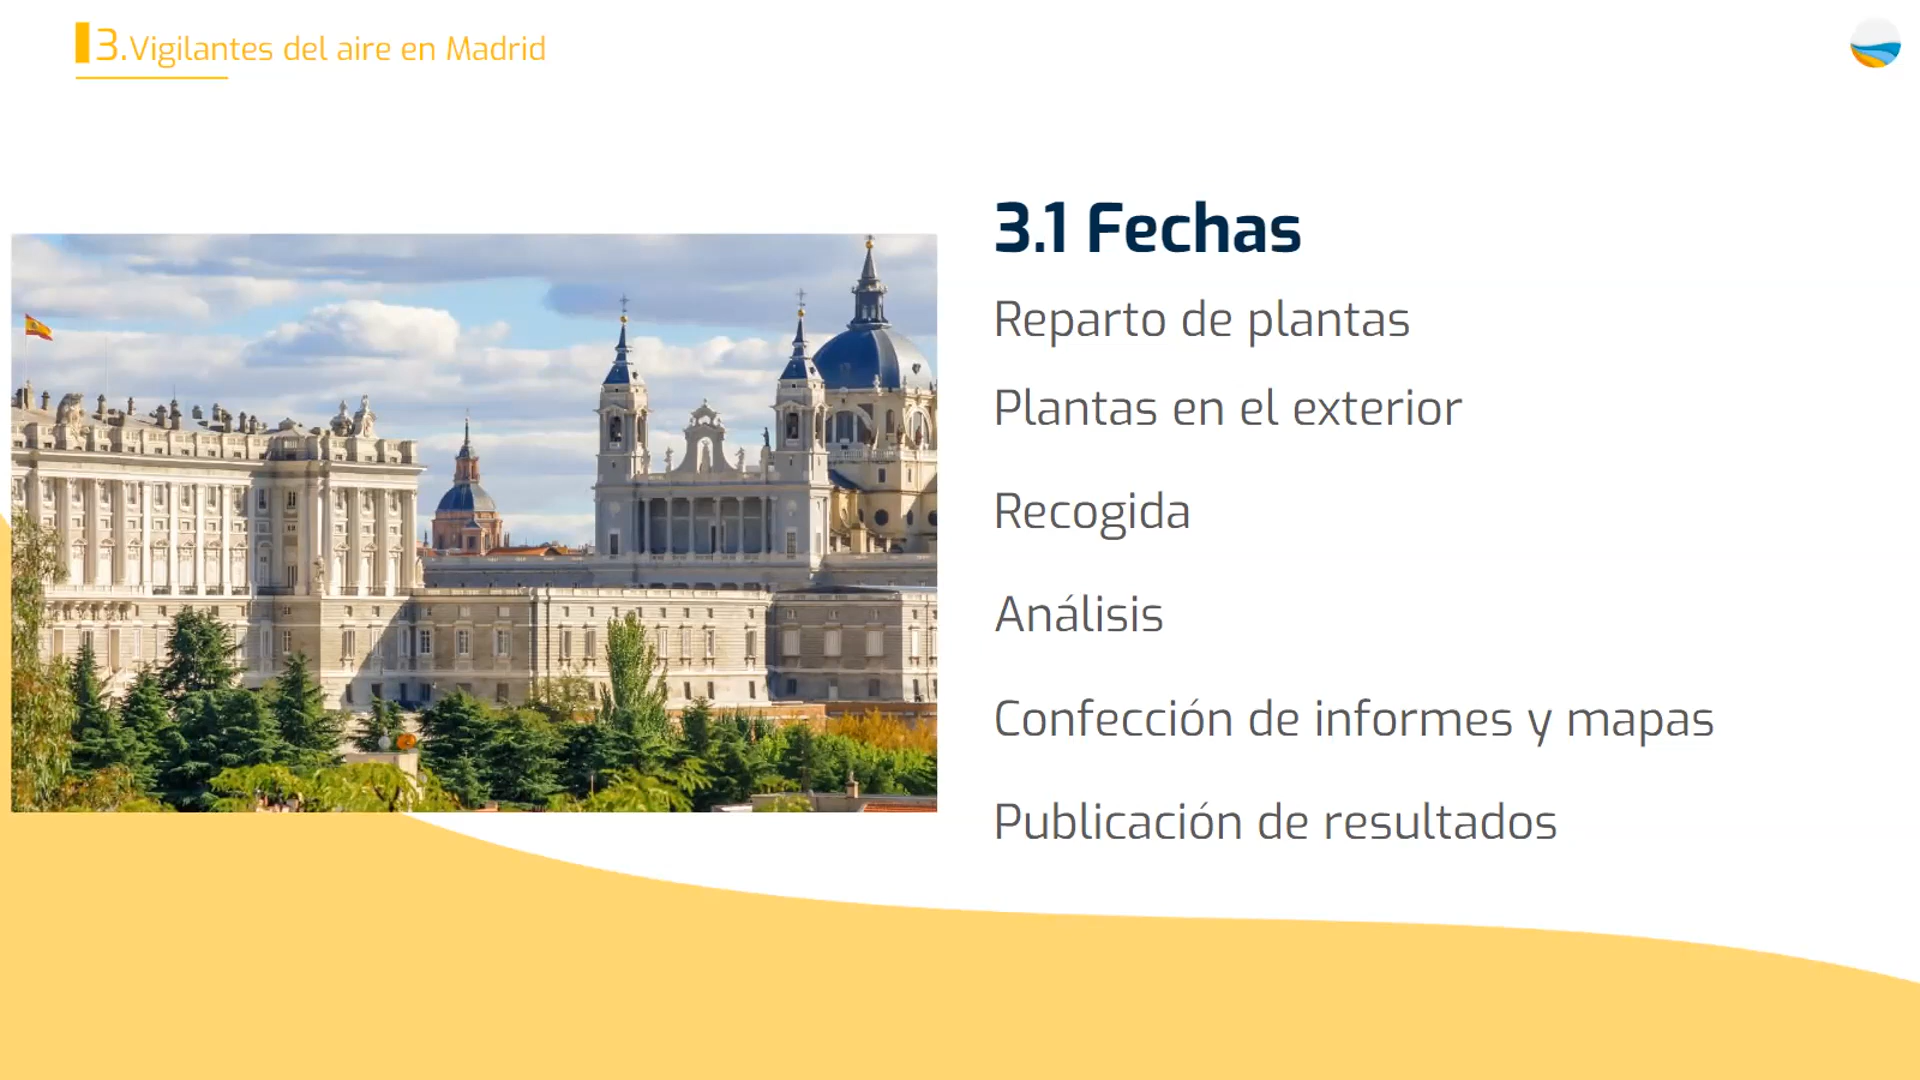 3.Vigilantes del aire en Madrid
3.1 Fechas
Reparto de plantas
Plantas en el exterior
Recogida
Análisis
Confección de informes y mapas
Publicación de resultados